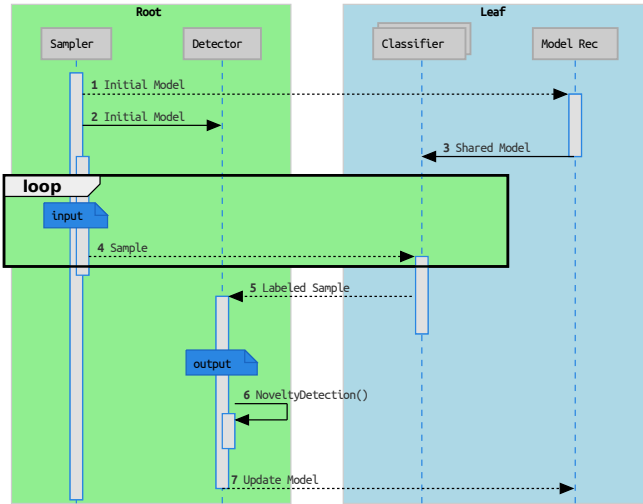 Root
Leaf
Sampler
Detector
Classifier
Model Rec
1 Initial Model
2 Initial Model
3 Shared Model
loop
input
4 Sample
5 Labeled Sample
output
6 NoveltyDetection()
7 Update Model